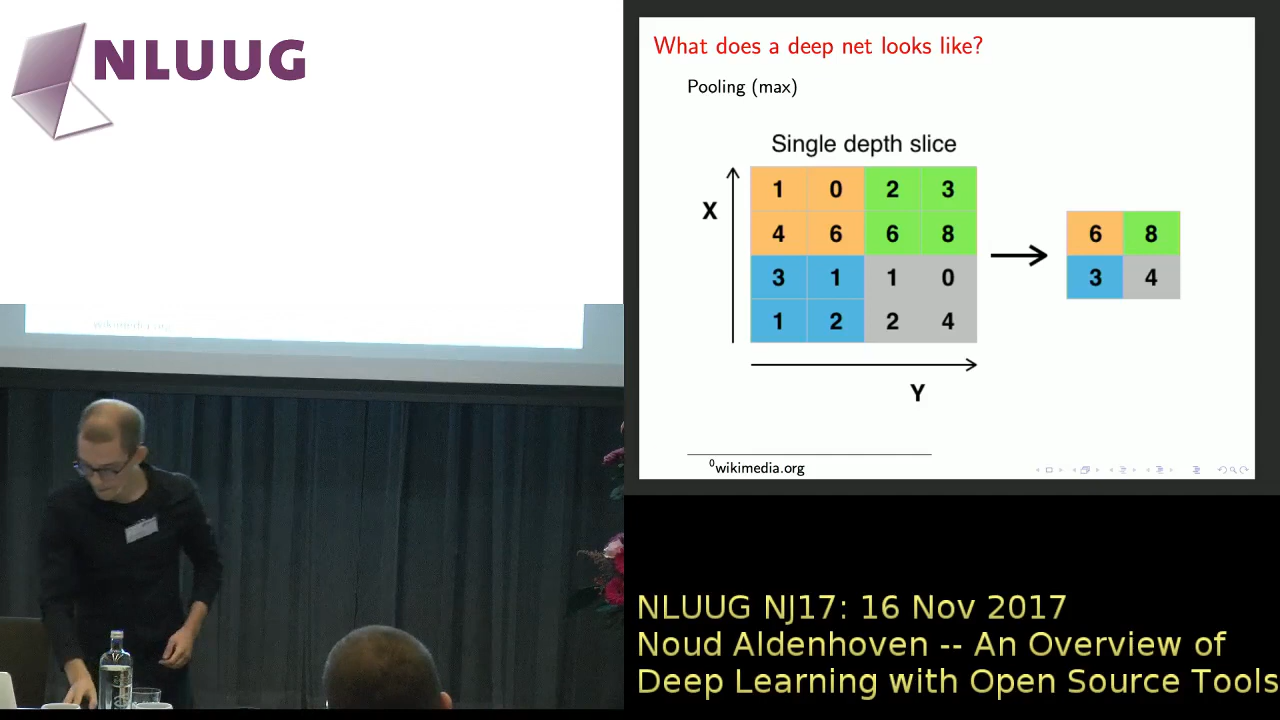 NLUUG
What does a deep net looks like?
Pooling (max)
Single depth slice
X
1 0 2 3
4 6 6 8
3 1 1 0
1 2 2 4
6 8
3 4
Y
0wikimedia.org
wikimedia.org
NLUUG NJ17: 16 Nov 2017
Noud Aldenhoven -- An Overview of
Deep Learning with Open Source Tools